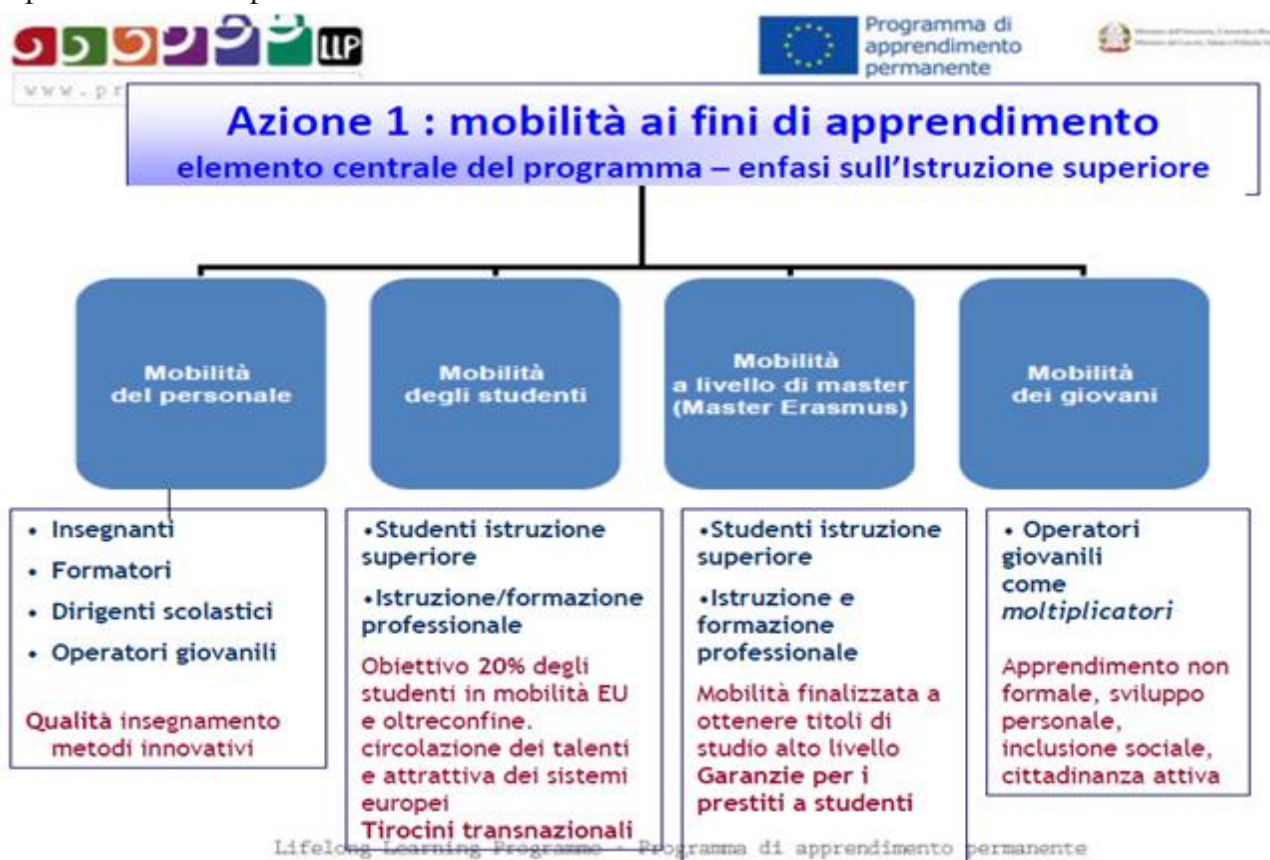 LLP
www.pr
Programma di
apprendimento
permanente
Azione 1 : mobilità ai fini di apprendimento
elemento centrale del programma – enfasi sull'Istruzione superiore
Mobilità
del personale
Mobilità
degli studenti
Mobilità
a livello di master
(Master Erasmus)
Mobilità
dei giovani
• Insegnanti
• Formatori
• Dirigenti scolastici
• Operatori giovanili
Qualità insegnamento
metodi innovativi
•Studenti istruzione
superiore
•Istruzione/formazione
professionale
Obiettivo 20% degli
studenti in mobilità EU
e oltreconfine.
circolazione dei talenti
e attrattiva dei sistemi
europei
Tirocini transnazionali
•Studenti istruzione
superiore
•Istruzione e
formazione
professionale
Mobilità finalizzata a
ottenere titoli di
studio alto livello
Garanzie per i
prestiti a studenti
• Operatori
giovanili
come
moltiplicatori
Apprendimento non
formale, sviluppo
personale,
inclusione sociale,
cittadinanza attiva
Lifelong Learning Programme - Programma di apprendimento permanente